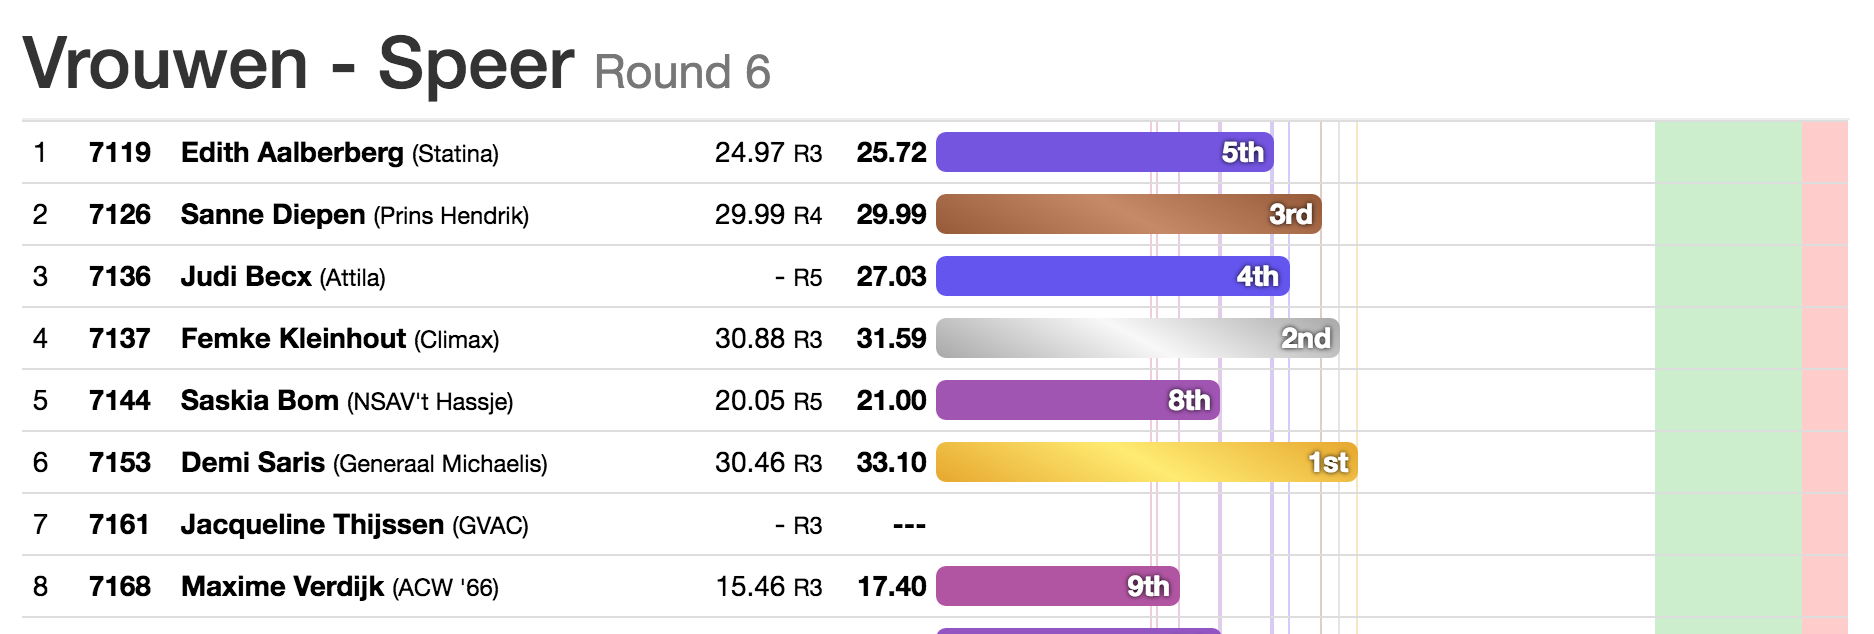 Vrouwen - Speer Round 6
1 7119 Edith Aalberberg (Statina) 24.97 R3 25.72 5th
2 7126 Sanne Diepen (Prins Hendrik) 29.99 R4 29.99 3rd
3 7136 Judi Becx (Attila) - R5 27.03 4th
4 7137 Femke Kleinhout (Climax) 30.88 R3 31.59 2nd
5 7144 Saskia Bom (NSAV't Hassje) 20.05 R5 21.00 8th
6 7153 Demi Saris (Generaal Michaelis) 30.46 R3 33.10 1st
7 7161 Jacqueline Thijssen (GVAC) - R3 ---
8 7168 Maxime Verdijk (ACW '66) 15.46 R3 17.40 9th